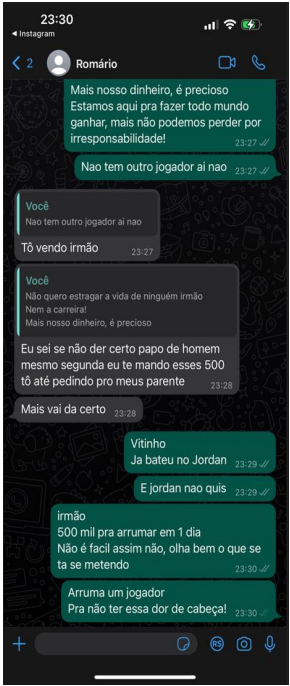 23:30
◀ Instagram
2
Romário
Mais nosso dinheiro, é precioso
Estamos aqui pra fazer todo mundo
ganhar, mais não podemos perder por
irresponsabilidade!
23:27
Nao tem outro jogador ai nao 23:27
Você
Nao tem outro jogador ai nao
Tô vendo irmão
23:27
Você
Não quero estragar a vida de ninguém irmão
Nem a carreira!
Mais nosso dinheiro, é precioso
Eu sei se não der certo papo de homem
mesmo segunda eu te mando esses 500
tô até pedindo pro meus parente
23:28
Mais vai da certo 23:28
Vitinho
Ja bateu no Jordan 23:29
E jordan nao quis 23:29
irmão
500 mil pra arrumar em 1 dia
Não é facil assim não, olha bem o que se
ta se metendo
23:30
Arruma um jogador
Pra não ter essa dor de cabeça! 23:30
R$